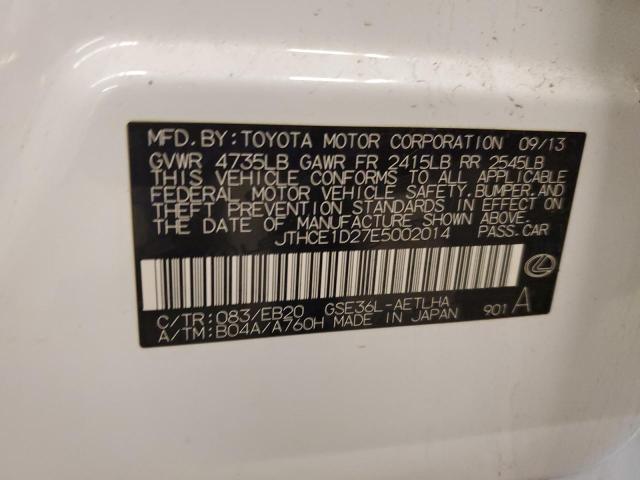 MFD. BY: TOYOTA MOTOR CORPORATION 09/13
GVWR 4735LB GAWR FR 2415LB RR 2545LB
THIS VEHICLE CONFORMS TO ALL APPLICABLE
FEDERAL MOTOR VEHICLE SAFETY, BUMPER, AND
THEFT PREVENTION STANDARDS IN EFFECT ON
THE DATE OF MANUFACTURE SHOWN ABOVE.
JTHCE1D27E5002014 PASS. CAR
C/TR: 083/EB20 GSE36L-AETLHA
A/TM: B04A/A760H MADE IN JAPAN 901 A